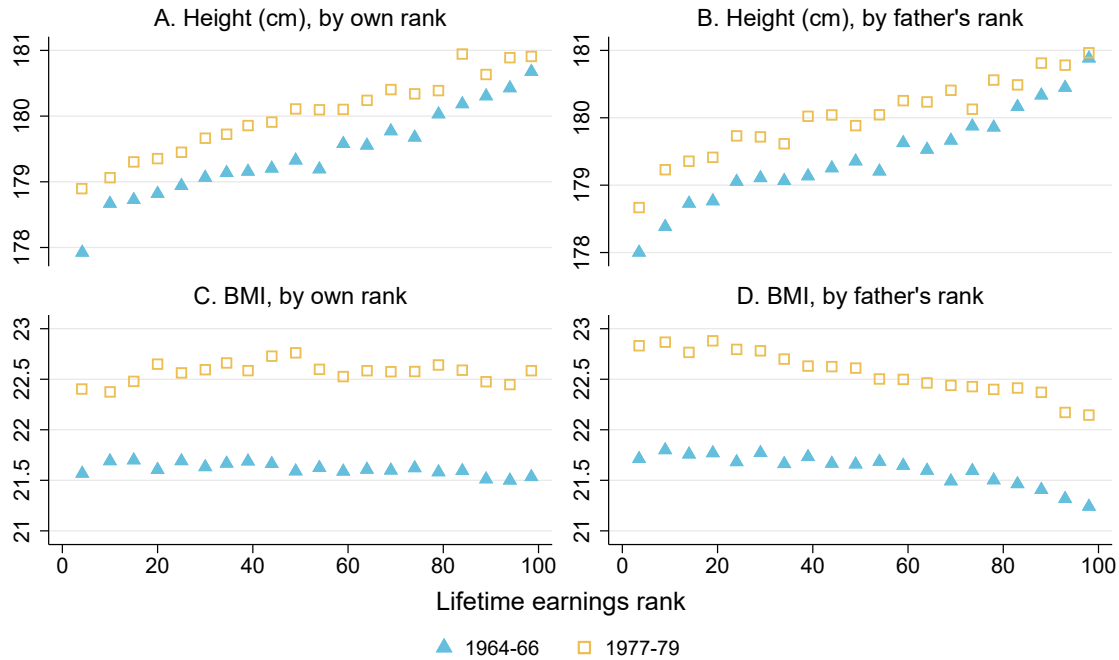 A. Height (cm), by own rank
B. Height (cm), by father's rank
181
180
179
178
181
180
179
178
C. BMI, by own rank
D. BMI, by father's rank
23
22.5
22
21.5
21
23
22.5
22
21.5
21
0 20 40 60 80 100
0 20 40 60 80 100
Lifetime earnings rank
1964-66 1977-79